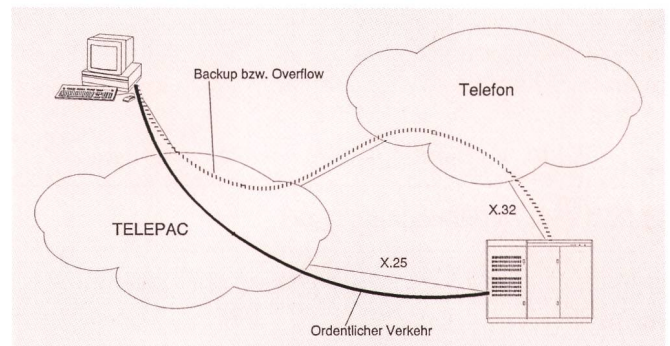 Backup bzw. Overflow
Telefon
TELEPAC
X.32
X.25
Ordentlicher Verkehr